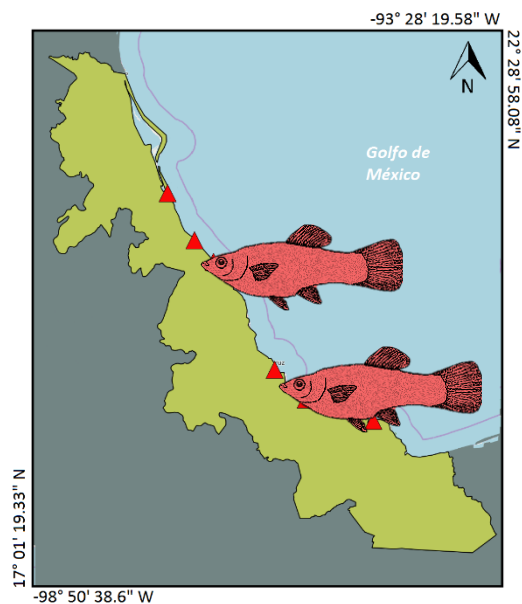 -93° 28' 19.58" W
22° 28' 58.08" N
N
Golfo de
México
17° 01' 19.33" N
-98° 50' 38.6" W